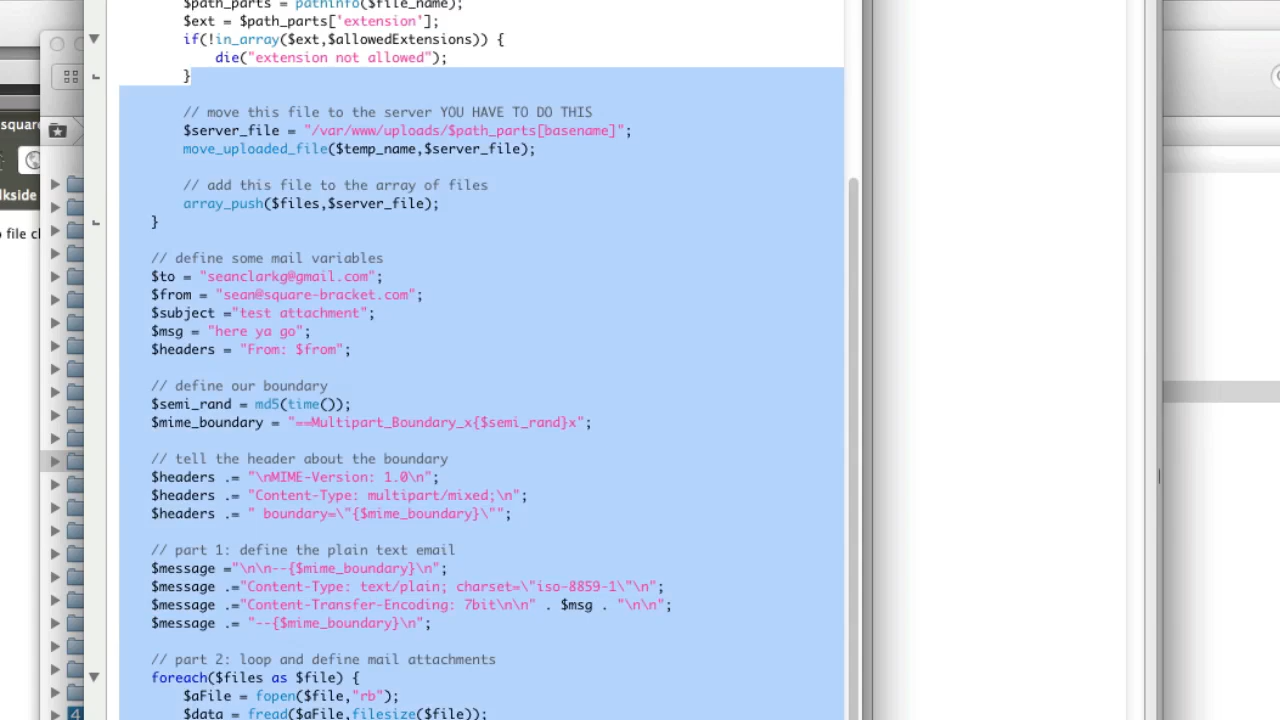 $path_parts = pathinfo($file_name);
$ext = $path_parts['extension'];
if(!in_array($ext,$allowedExtensions)) {
die("extension not allowed");
}
// move this file to the server YOU HAVE TO DO THIS
$server_file = "/var/www/uploads/$path_parts[basename]";
move_uploaded_file($temp_name,$server_file);
// add this file to the array of files
array_push($files,$server_file);
}
// define some mail variables
$to = "seanclarkg@gmail.com";
$from = "sean@square-bracket.com";
$subject ="test attachment";
$msg = "here ya go";
$headers = "From: $from";
// define our boundary
$semi_rand = md5(time());
$mime_boundary = "==Multipart_Boundary_x{$semi_rand}x";
// tell the header about the boundary
$headers .= "\nMIME-Version: 1.0\n";
$headers .= "Content-Type: multipart/mixed;\n";
$headers .= " boundary=\"{$mime_boundary}\"";
// part 1: define the plain text email
$message ="\n\n--{$mime_boundary}\n";
$message .="Content-Type: text/plain; charset=\"iso-8859-1\"\n";
$message .="Content-Transfer-Encoding: 7bit\n\n" . $msg . "\n\n";
$message .= "--{$mime_boundary}\n";
// part 2: loop and define mail attachments
foreach($files as $file) {
$aFile = fopen($file,"rb");
$data = fread($aFile,filesize($file));
square
lkside
o file cl
4